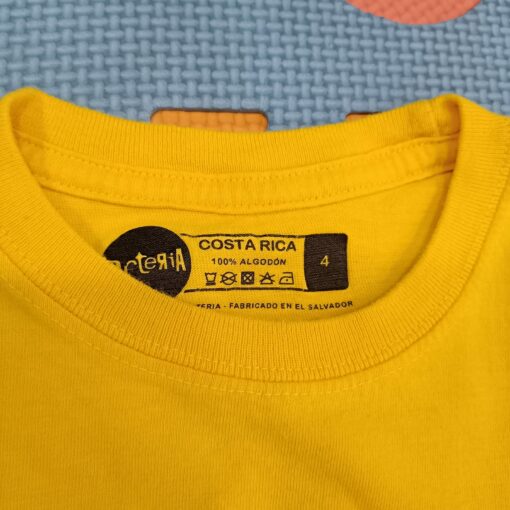 COSTA RICA
100% ALGODÓN
4
- FABRICADO EN EL SALVADOR